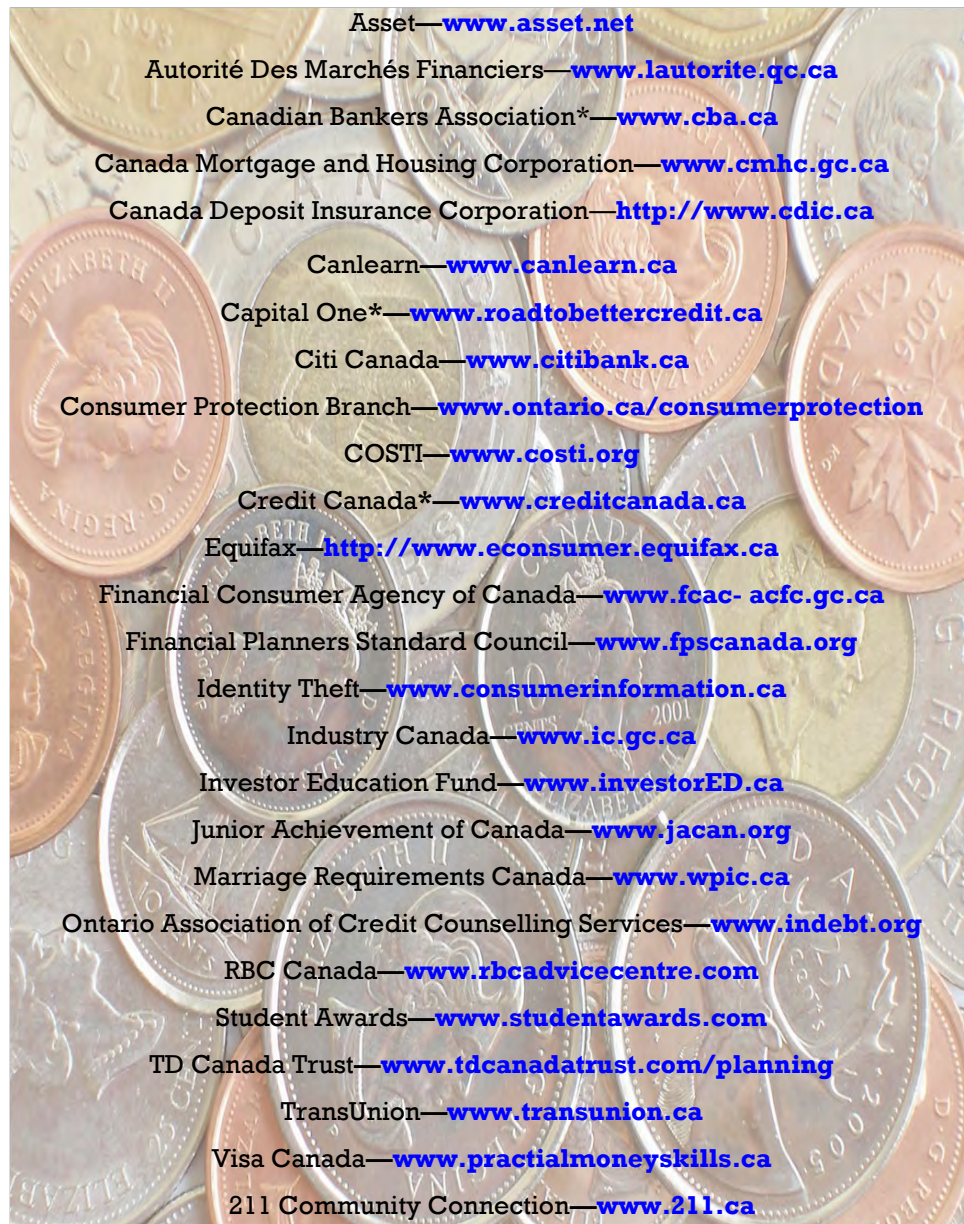 Asset—www.asset.net
Autorité Des Marchés Financiers—www.lautorite.qc.ca
Canadian Bankers Association*—www.cba.ca
Canada Mortgage and Housing Corporation—www.cmhc.gc.ca
Canada Deposit Insurance Corporation—http://www.cdic.ca
Canlearn—www.canlearn.ca
Capital One*—www.roadtobettercredit.ca
Citi Canada—www.citibank.ca
Consumer Protection Branch—www.ontario.ca/consumerprotection
COSTI—www.costi.org
Credit Canada*—www.creditcanada.ca
Equifax—http://www.econsumer.equifax.ca
Financial Consumer Agency of Canada—www.fcac- acfc.gc.ca
Financial Planners Standard Council—www.fpscanada.org
Identity Theft—www.consumerinformation.ca
Industry Canada—www.ic.gc.ca
Investor Education Fund—www.investorED.ca
Junior Achievement of Canada—www.jacan.org
Marriage Requirements Canada—www.wpic.ca
Ontario Association of Credit Counselling Services—www.indebt.org
RBC Canada—www.rbcadvicecentre.com
Student Awards—www.studentawards.com
TD Canada Trust—www.tdcanadatrust.com/planning
TransUnion—www.transunion.ca
Visa Canada—www.practialmoneyskills.ca
211 Community Connection—www.211.ca